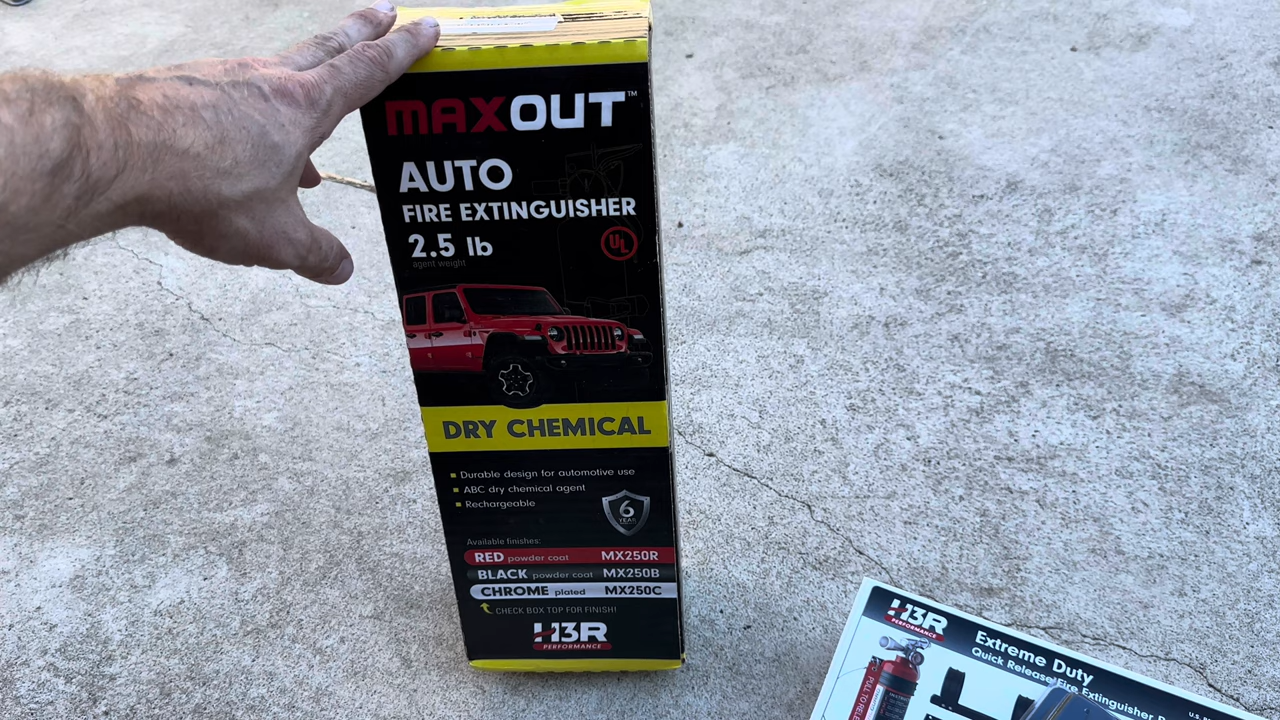 MAXOUT™
AUTO
FIRE EXTINGUISHER
2.5 lb
agent weight
UL
DRY CHEMICAL
Durable design for automotive use
ABC dry chemical agent
Rechargeable
6
YEAR
Available finishes:
RED powder coat MX250R
BLACK powder coat MX250B
CHROME plated MX250C
CHECK BOX TOP FOR FINISH!
H3R
PERFORMANCE
H3R
PERFORMANCE
Extreme Duty
Quick Release Fire Extinguisher
PULL TO